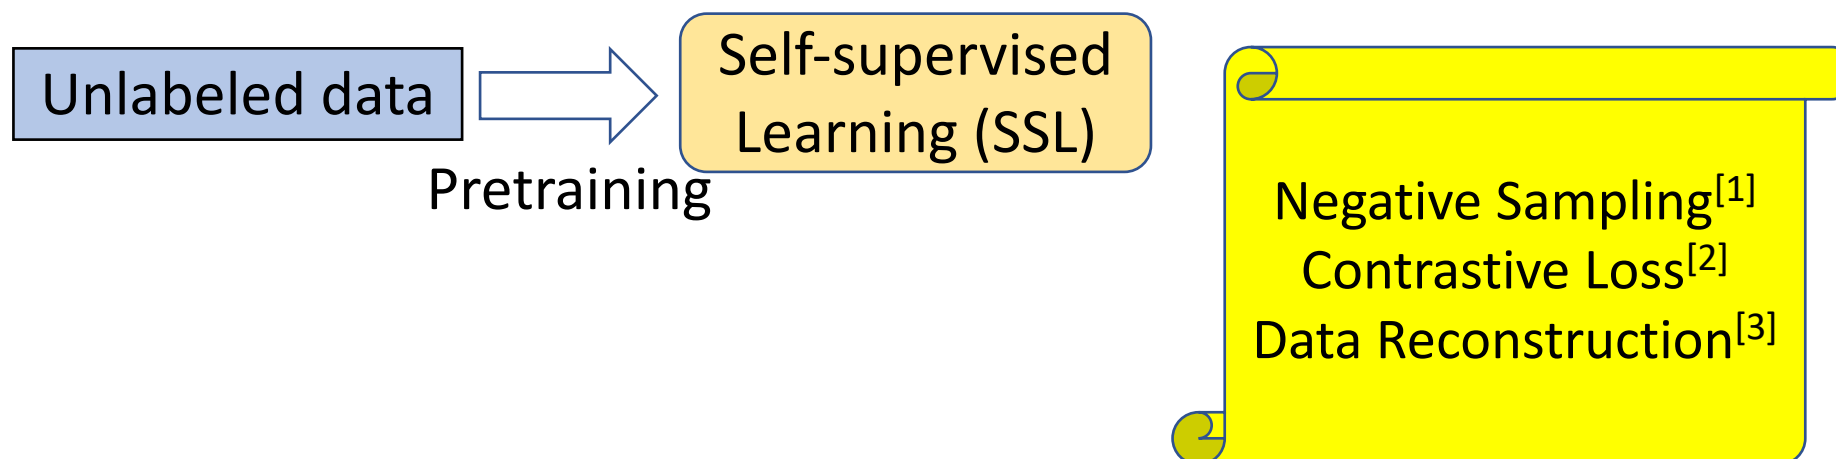 Unlabeled data
Pretraining
Self-supervised
Learning (SSL)
Negative Sampling[1]
Contrastive Loss[2]
Data Reconstruction[3]